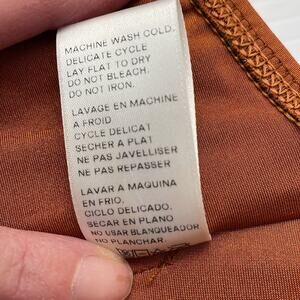 MACHINE WASH COLD.
DELICATE CYCLE
LAY FLAT TO DRY
DO NOT BLEACH.
DO NOT IRON.
LAVAGE EN MACHINE
A FROID
CYCLE DELICAT
SECHER A PLAT
NE PAS JAVELLISER
NE PAS REPASSER
LAVAR A MAQUINA
EN FRIO.
CICLO DELICADO.
SECAR EN PLANO
NO USAR BLANQUEADOR
NO PLANCHAR.